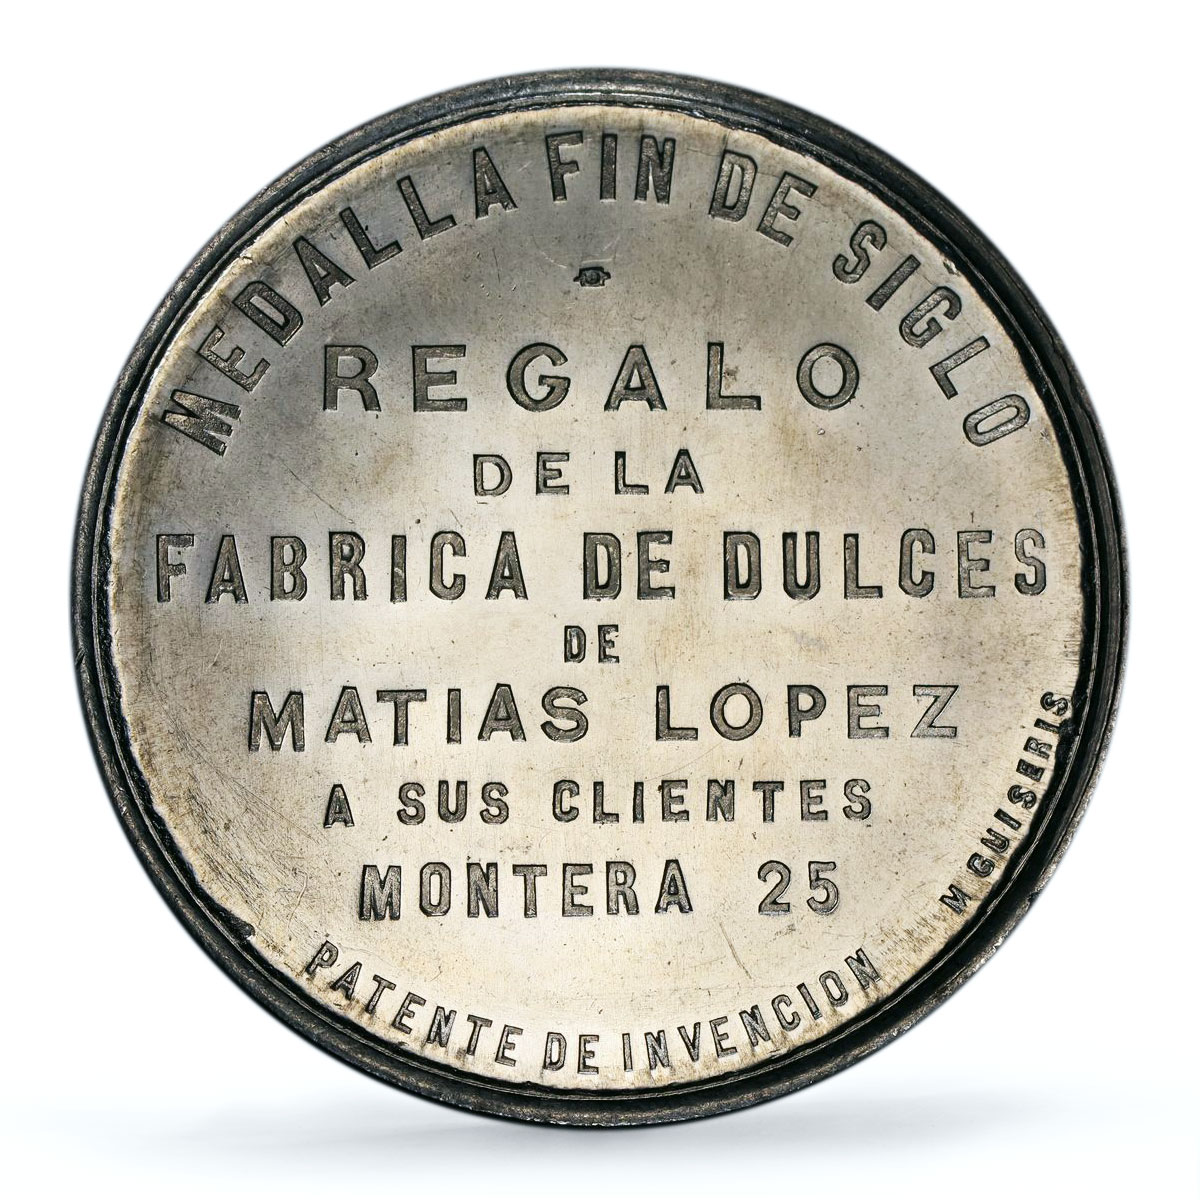 MEDALLA FIN DE SIGLO
REGALO
DE LA
FABRICA DE DULCES
DE
MATIAS LOPEZ
A SUS CLIENTES
MONTERA 25
PATENTE DE INVENCION
M GUISERIS